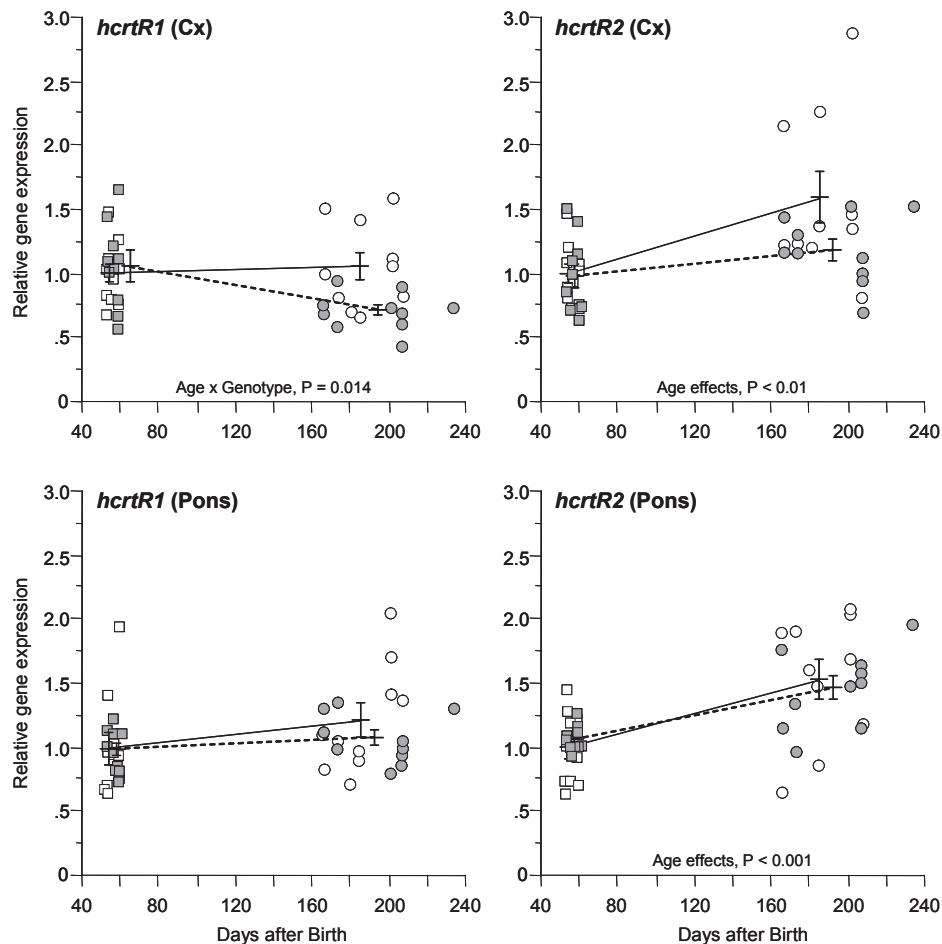 hcrtR1 (Cx)
3.0
2.5
2.0
1.5
1.0
.5
0
Relative gene expression
Age x Genotype, P = 0.014
40 80 120 160 200 240
hcrtR2 (Cx)
3.0
2.5
2.0
1.5
1.0
.5
0
Age effects, P < 0.01
40 80 120 160 200 240
hcrtR1 (Pons)
3.0
2.5
2.0
1.5
1.0
.5
0
Relative gene expression
40 80 120 160 200 240
Days after Birth
hcrtR2 (Pons)
3.0
2.5
2.0
1.5
1.0
.5
0
Age effects, P < 0.001
40 80 120 160 200 240
Days after Birth